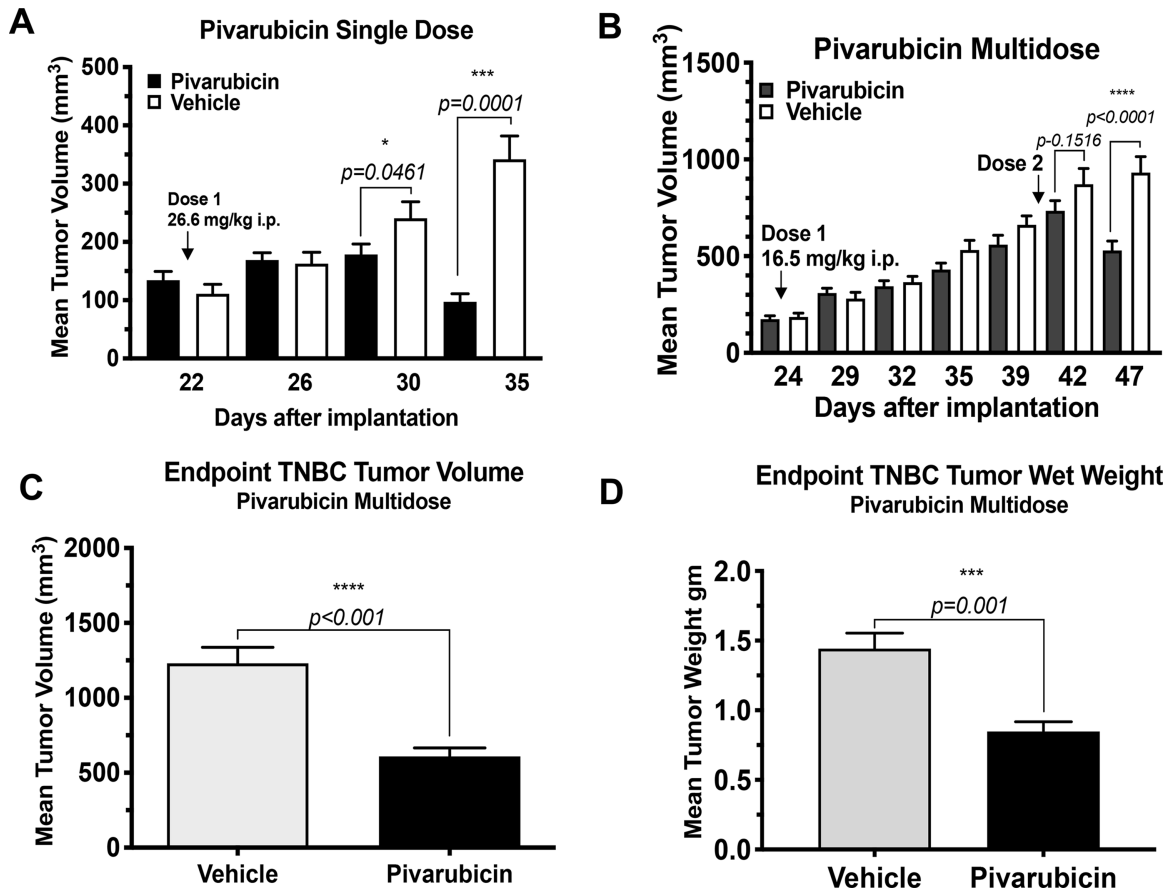 A
Pivarubicin Single Dose
Mean Tumor Volume (mm3)
500
400
300
200
100
0
Pivarubicin
Vehicle
***
p=0.0001
*
p=0.0461
Dose 1
26.6 mg/kg i.p.
22 26 30 35
Days after implantation
B
Pivarubicin Multidose
Mean Tumor Volume (mm3)
1500
1000
500
0
Pivarubicin
Vehicle
****
p<0.0001
p-0.1516
Dose 2
Dose 1
16.5 mg/kg i.p.
24 29 32 35 39 42 47
Days after implantation
C
Endpoint TNBC Tumor Volume
Pivarubicin Multidose
Mean Tumor Volume (mm3)
2000
1500
1000
500
0
****
p<0.001
Vehicle Pivarubicin
D
Endpoint TNBC Tumor Wet Weight
Pivarubicin Multidose
Mean Tumor Weight gm
2.0
1.5
1.0
0.5
0.0
***
p=0.001
Vehicle Pivarubicin